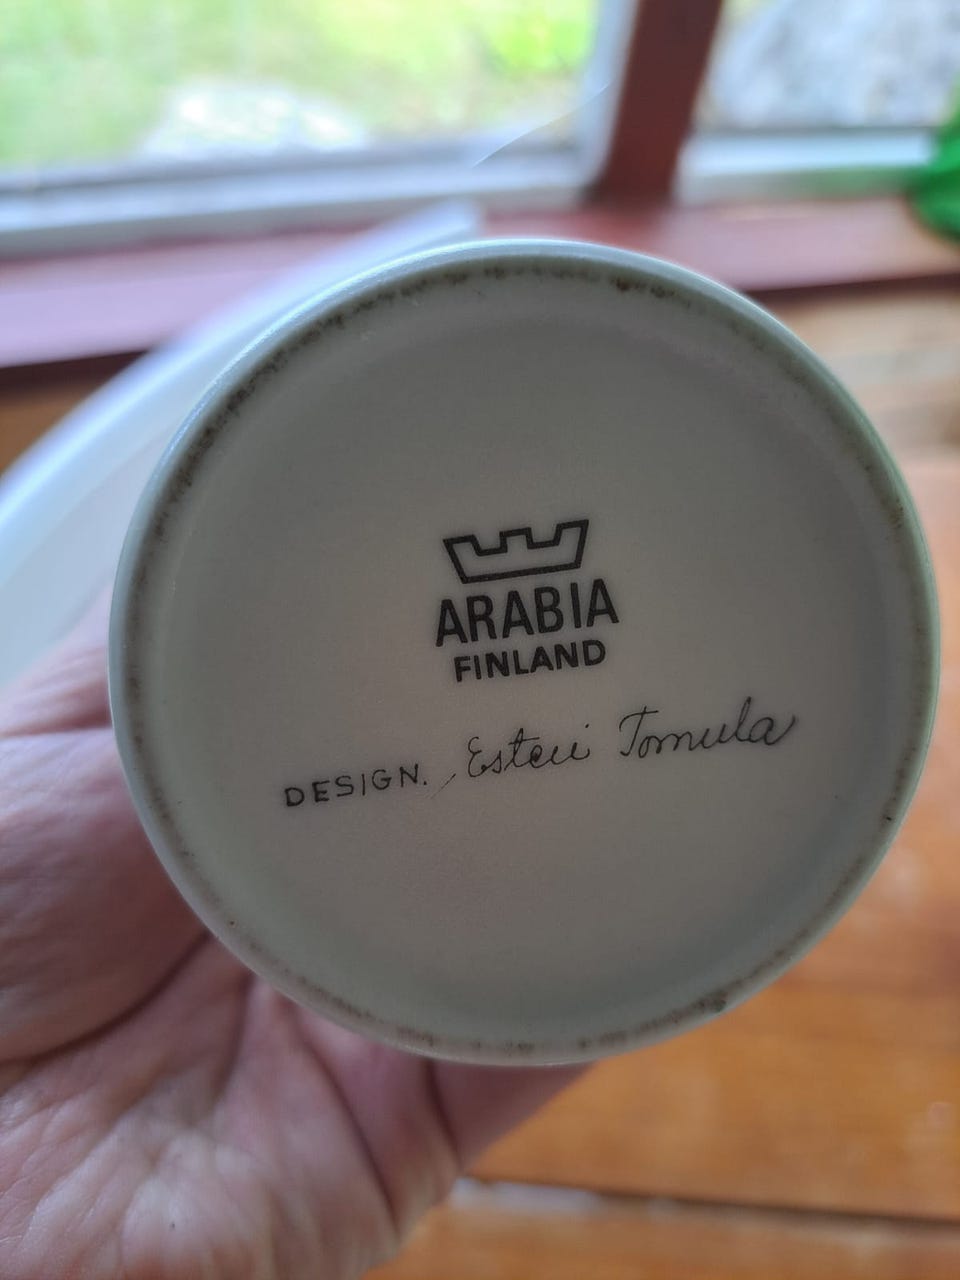 ARABIA
FINLAND
DESIGN. Esteri Tomula